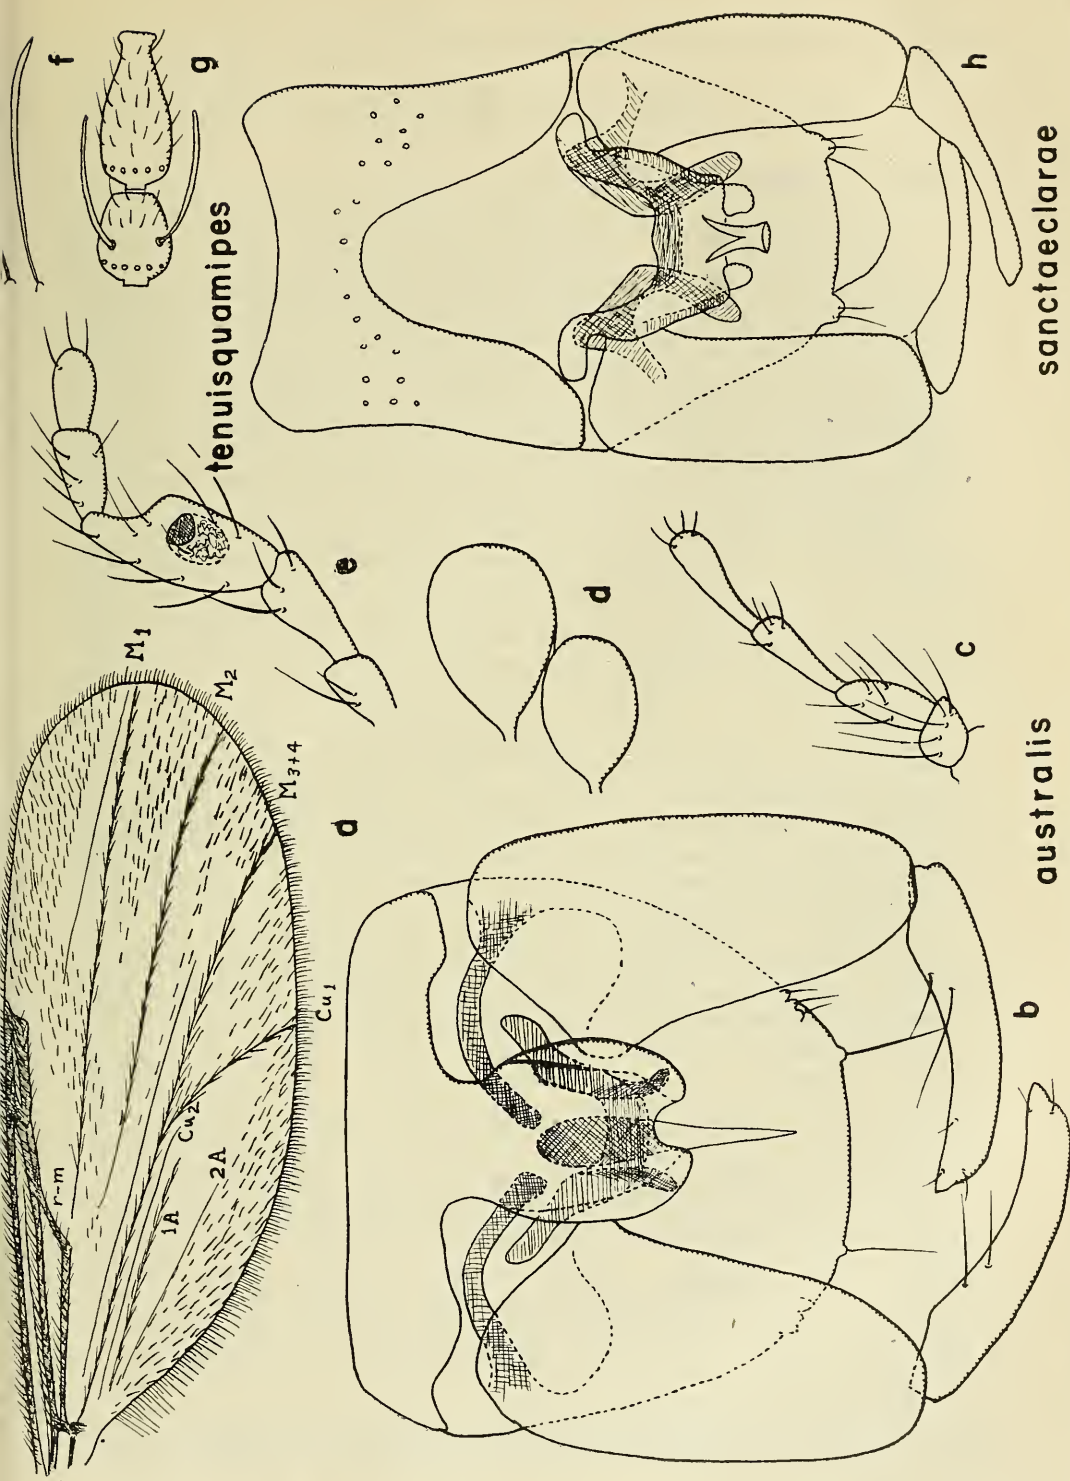 f
g
tenuisquamipes
e
h
sanctaeclarae
M1
M2
M3+4
Cu1
Cu2
1A
2A
r-m
a
d
c
b
australis